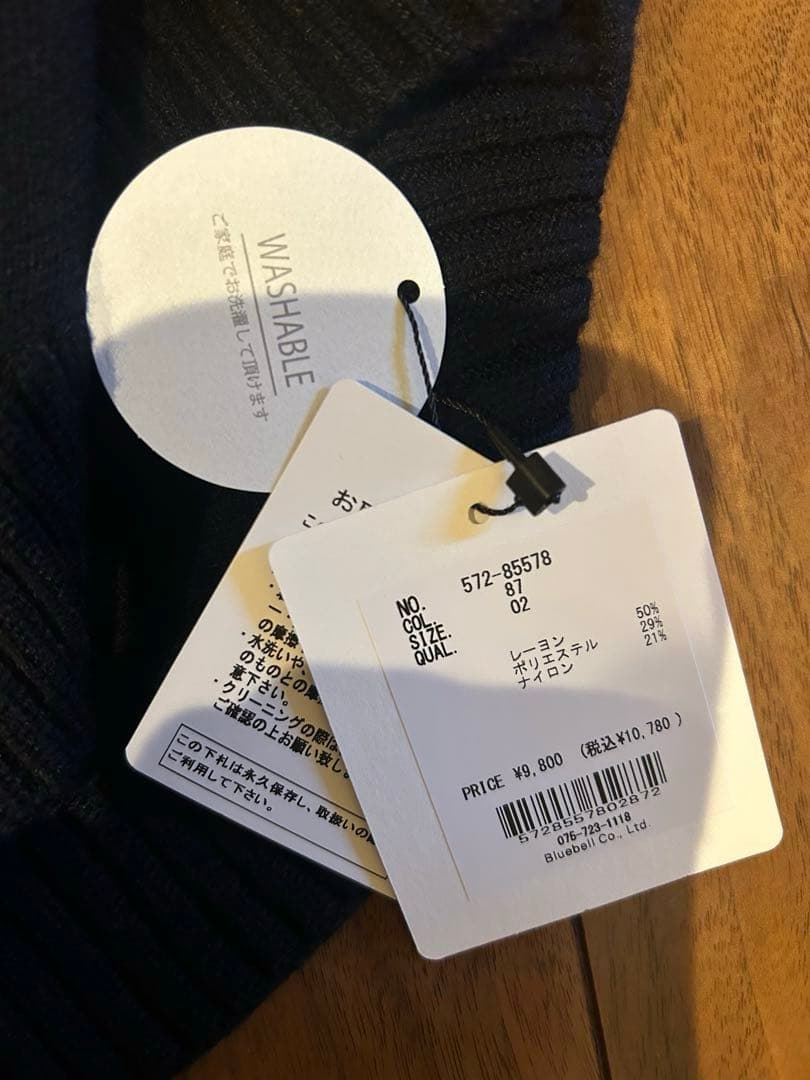 WASHABLE
ご家庭でお洗濯して頂けます
の摩擦
・水洗いや、
のものとの摩
意下さい。
・クリーニングの際は
ご確認の上お願い致し
この下札は永久保存し、取扱いの際
ご利用して下さい。
NO. 572-85578
COL. 87
SIZE. 02
QUAL.
レーヨン 50%
ポリエステル 29%
ナイロン 21%
PRICE ¥9,800 (税込¥10,780 )
5728557802872
076-723-1118
Bluebell Co., Ltd.